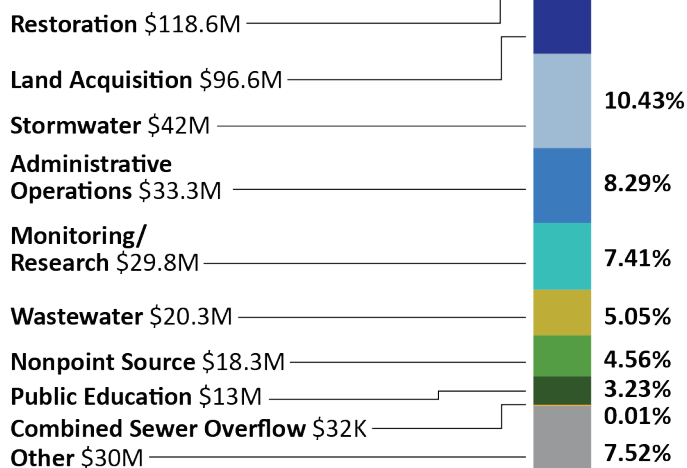 Restoration $118.6M
Land Acquisition $96.6M
10.43%
Stormwater $42M
Administrative
Operations $33.3M
8.29%
Monitoring/
Research $29.8M
7.41%
Wastewater $20.3M
5.05%
Nonpoint Source $18.3M
4.56%
Public Education $13M
3.23%
Combined Sewer Overflow $32K
0.01%
Other $30M
7.52%